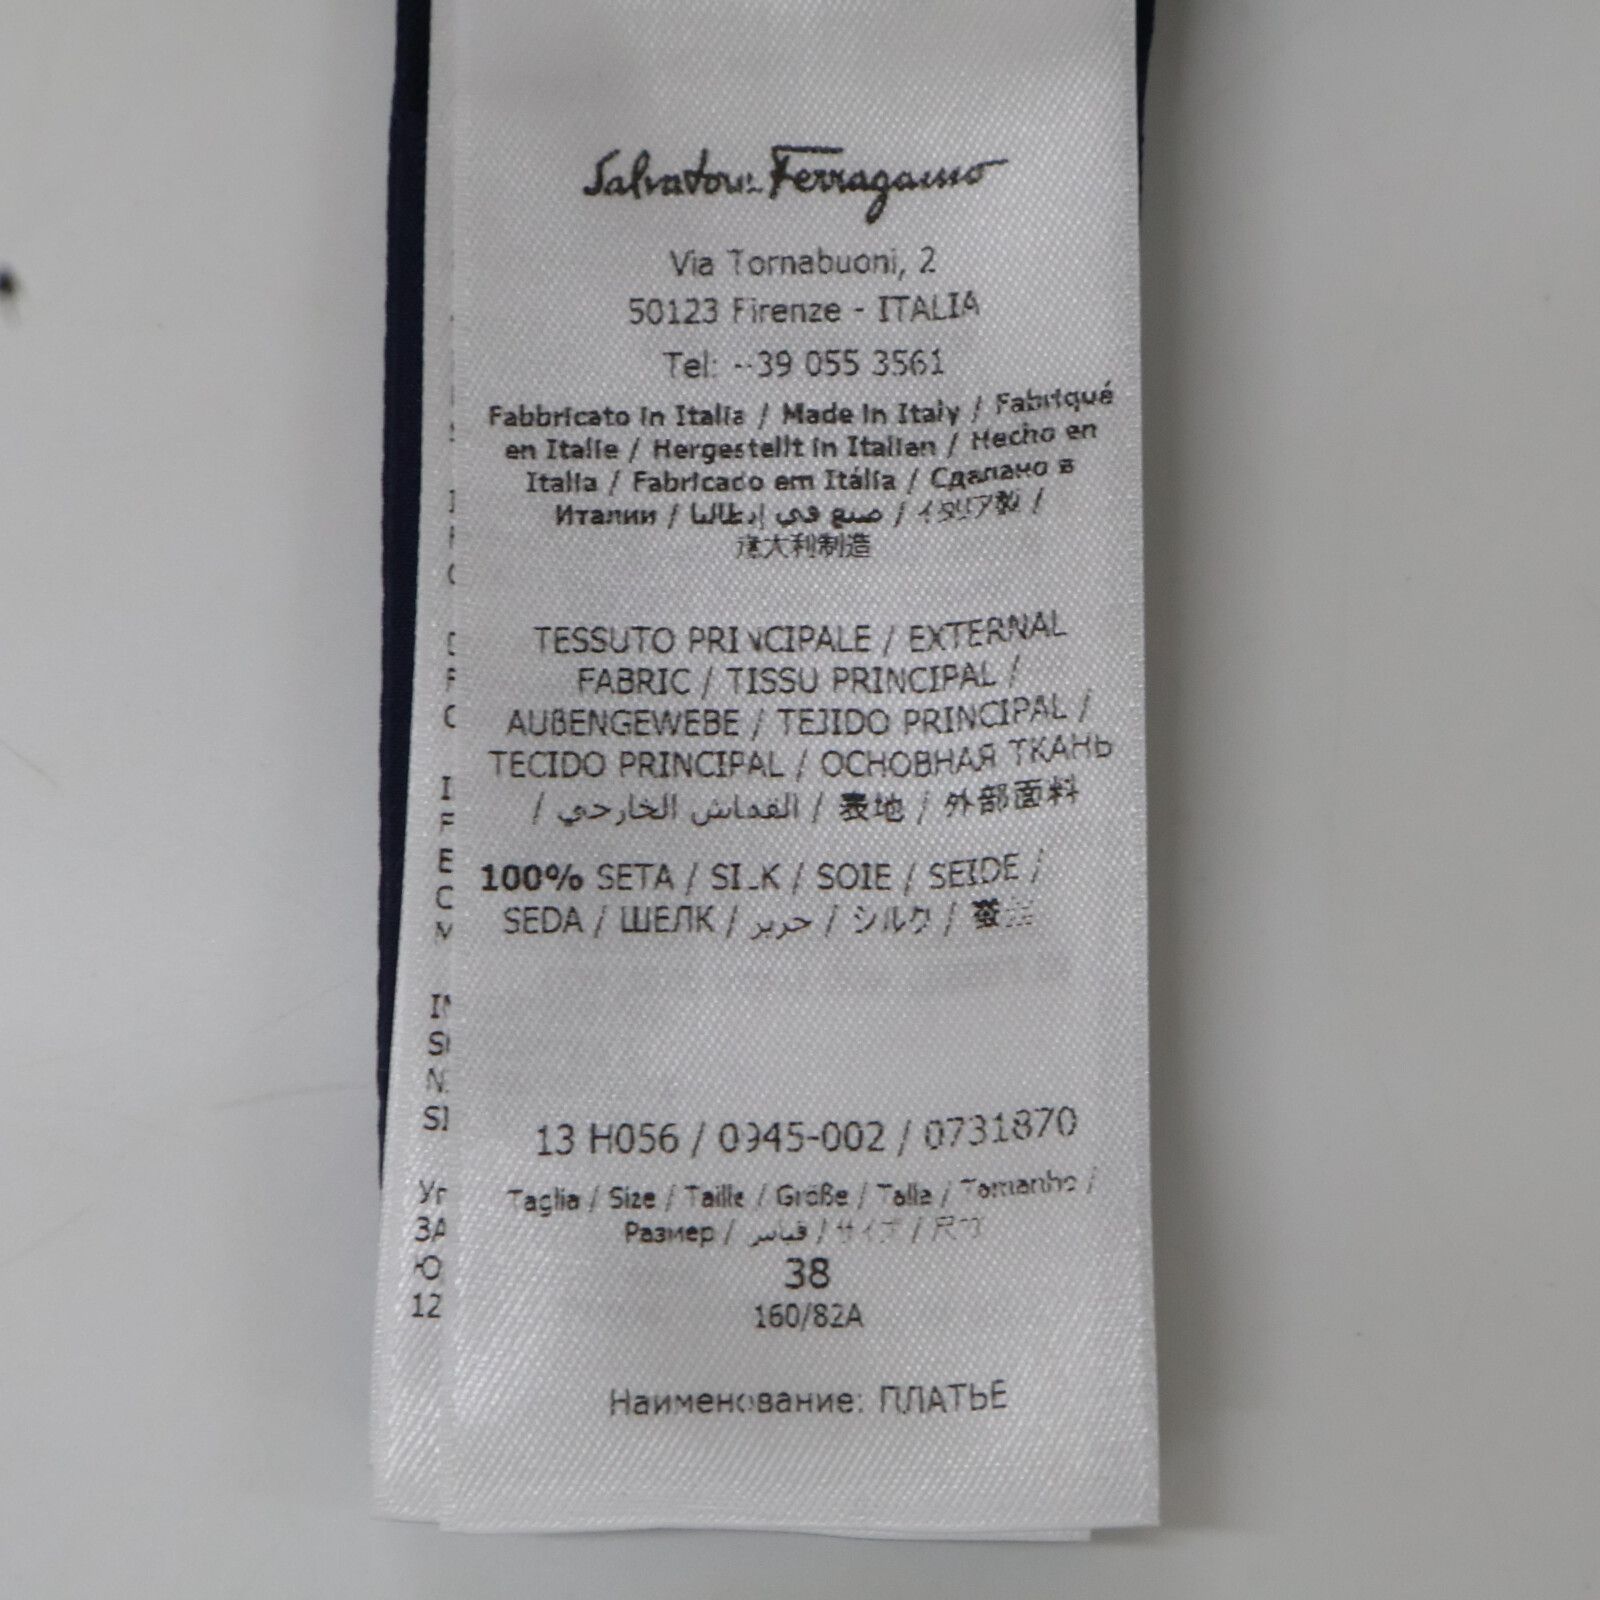 Salvatore Ferragamo
Via Tornabuoni, 2
50123 Firenze - ITALIA
Tel: +39 055 3561
Fabbricato in Italia / Made in Italy / Fabriqué
en Italie / Hergestellt in Italien / Hecho en
Italia / Fabricado em Itália / Сделано в
Италии / صنع في إيطاليا / イタリア製 /
意大利制造
TESSUTO PRINCIPALE / EXTERNAL
FABRIC / TISSU PRINCIPAL /
AUßENGEWEBE / TEJIDO PRINCIPAL /
TECIDO PRINCIPAL / ОСНОВНАЯ ТКАНЬ
/ القماش الخارجي / 表地 / 外部面料
100% SETA / SILK / SOIE / SEIDE /
SEDA / ШЕЛК / حرير / シルク /
13 H056 / 0945-002 / 0731870
Taglia / Size / Taille / Größe / Talla / Tamanho /
Размер / قياس / サイズ / 尺寸
38
160/82A
Наименование: ПЛАТЬЕ